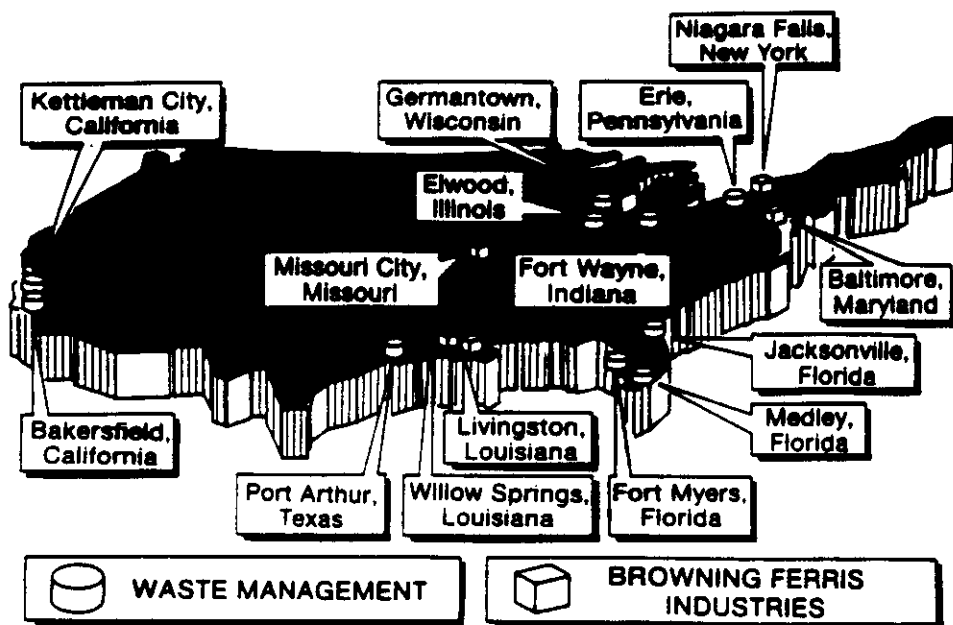 Niagara Falls,
New York
Kettleman City,
California
Germantown,
Wisconsin
Erie,
Pennsylvania
Elwood,
Illinois
Missouri City,
Missouri
Fort Wayne,
Indiana
Baltimore,
Maryland
Jacksonville,
Florida
Bakersfield,
California
Livingston,
Louisiana
Medley,
Florida
Port Arthur,
Texas
Willow Springs,
Louisiana
Fort Myers,
Florida
WASTE MANAGEMENT
BROWNING FERRIS
INDUSTRIES